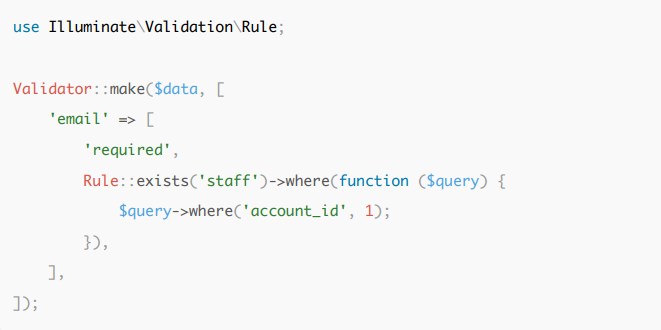 use Illuminate\Validation\Rule;
Validator::make($data, [
    'email' => [
        'required',
        Rule::exists('staff')->where(function ($query) {
            $query->where('account_id', 1);
        }),
    ],
]);